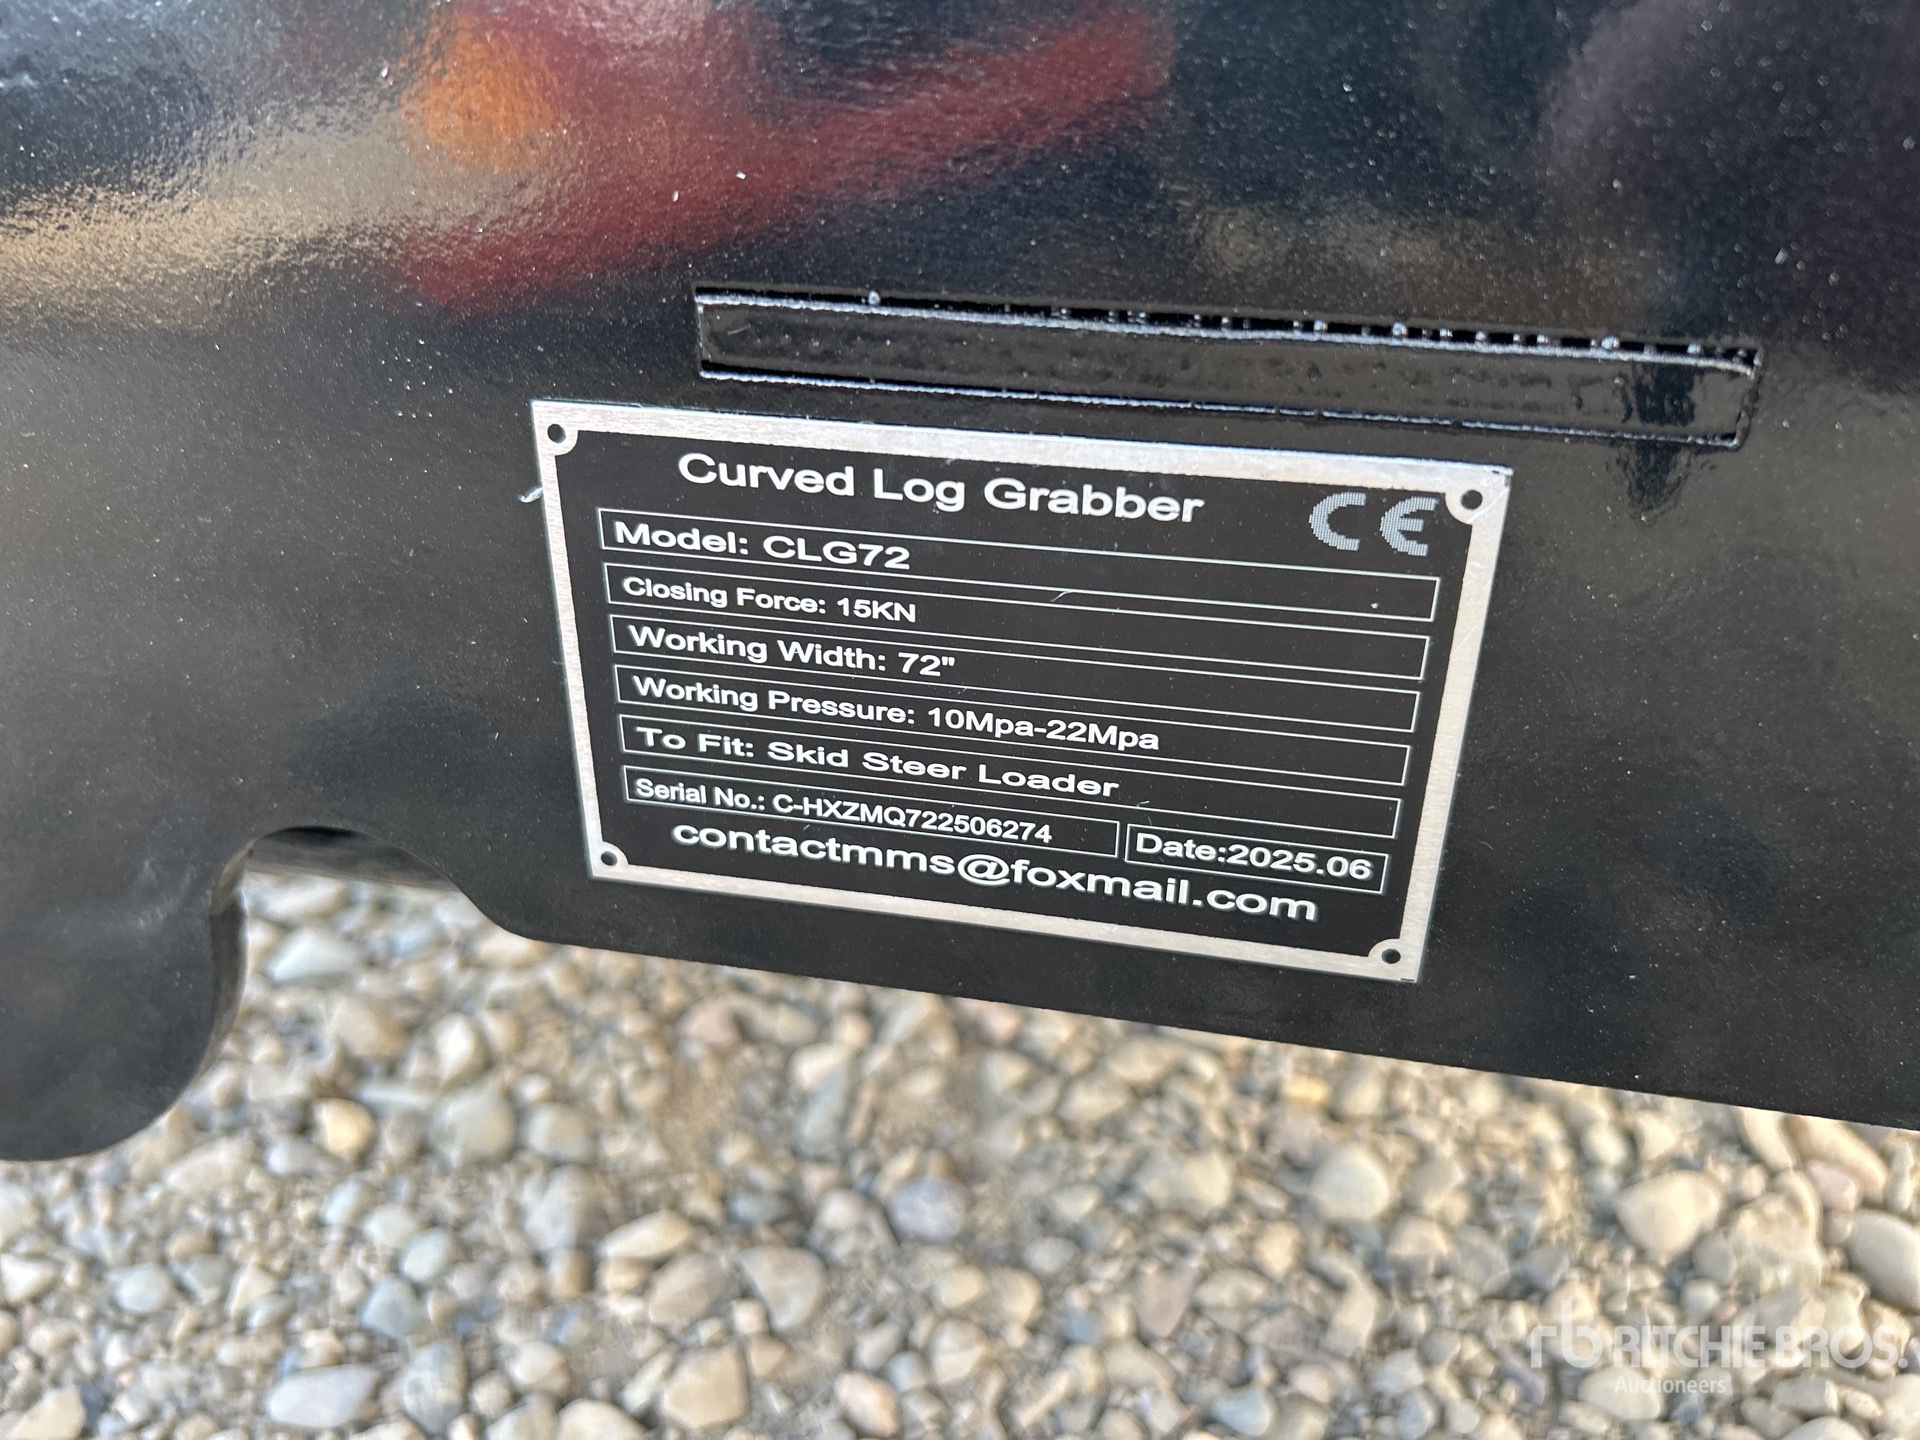 Curved Log Grabber
CE
Model: CLG72
Closing Force: 15KN
Working Width: 72"
Working Pressure: 10Mpa-22Mpa
To Fit: Skid Steer Loader
Serial No.: C-HXZMQ722506274 Date:2025.06
contactmms@foxmail.com
rb RITCHIE BROS.
Auctioneers